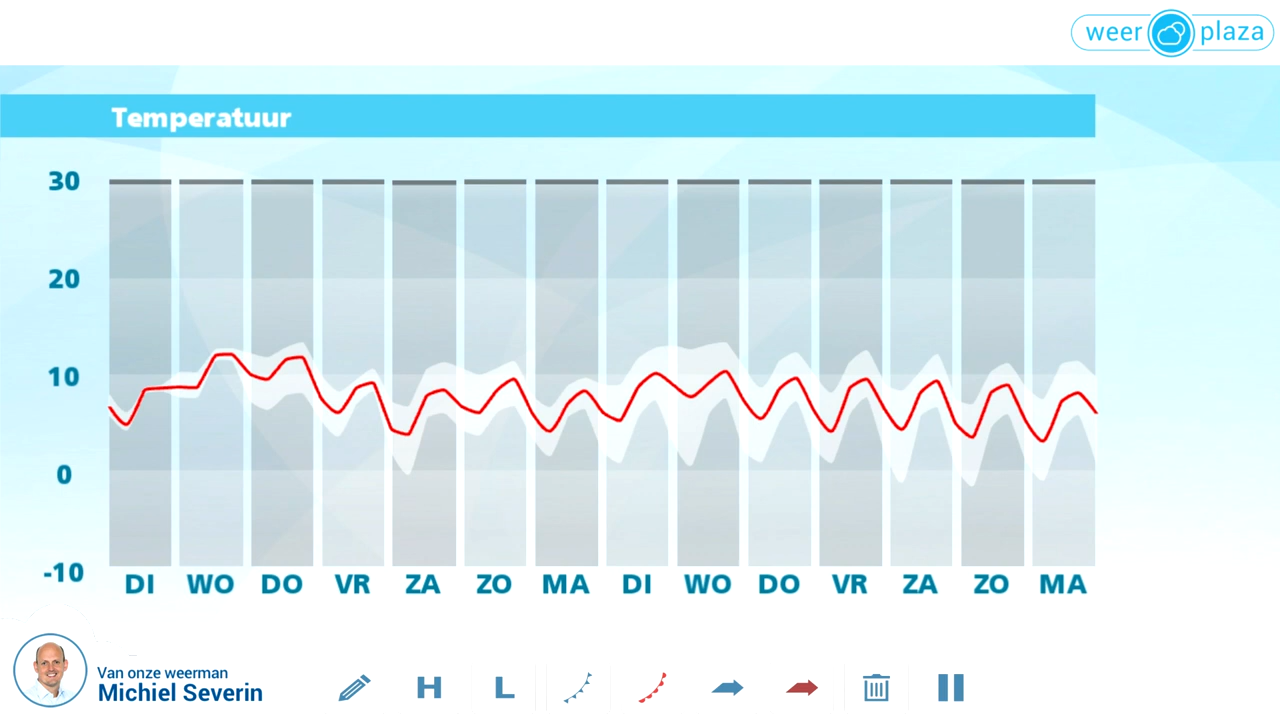 weer plaza
Temperatuur
30
20
10
0
-10
DI WO DO VR ZA ZO MA DI WO DO VR ZA ZO MA
Van onze weerman
Michiel Severin
H L